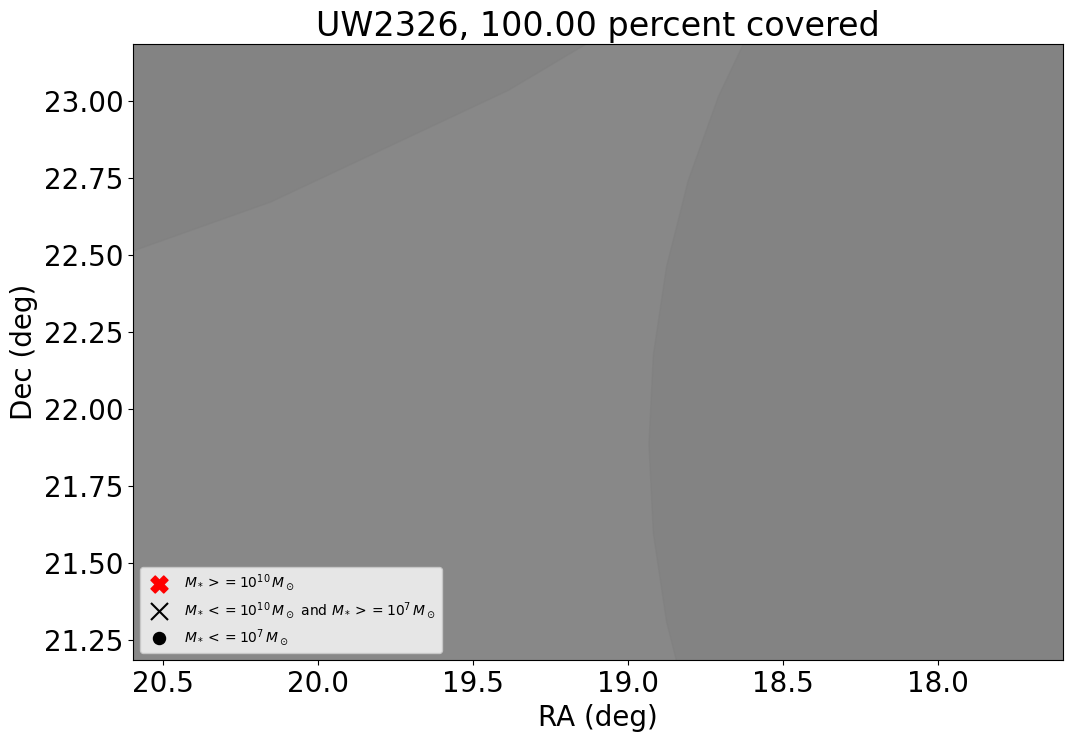 UW2326, 100.00 percent covered
Dec (deg)
23.00
22.75
22.50
22.25
22.00
21.75
21.50
21.25
M* >= 10^10 M⊙
M* <= 10^10 M⊙ and M* >= 10^7 M⊙
M* <= 10^7 M⊙
20.5 20.0 19.5 19.0 18.5 18.0
RA (deg)